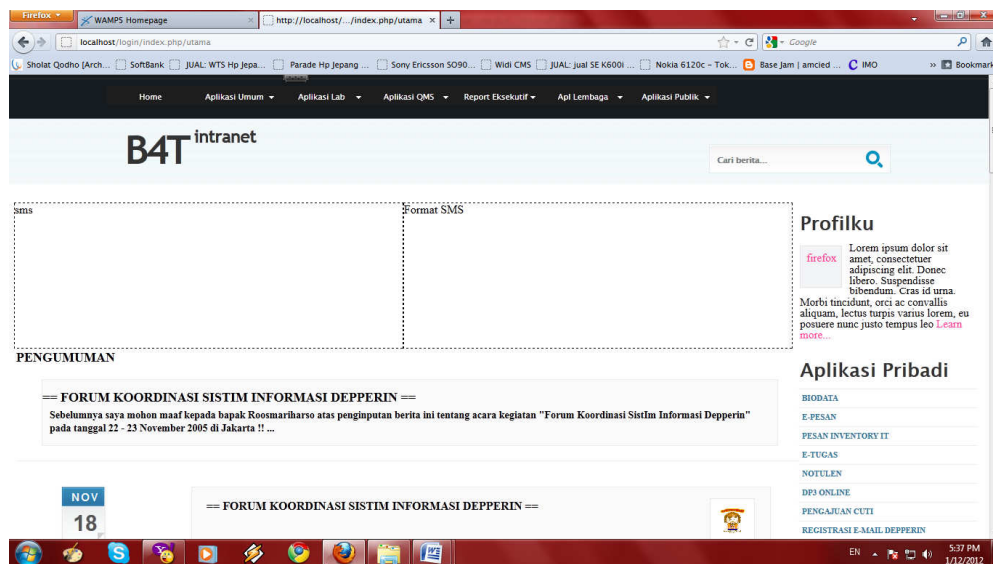 Firefox
WAMPS Homepage
http://localhost/.../index.php/utama
localhost/login/index.php/utama
Google
Sholat Qodho [Arch... SoftBank JUAL: WTS Hp Jepa... Parade Hp Jepang ... Sony Ericsson SO90... Widi CMS JUAL: jual SE K600i ... Nokia 6120c - Tok... Base Jam | amcied ... IMO » Bookmark
Home Aplikasi Umum Aplikasi Lab Aplikasi QMS Report Eksekutif Apl Lembaga Aplikasi Publik
B4T intranet
Cari berita...
sms
Format SMS
Profilku
firefox
Lorem ipsum dolor sit
amet, consectetuer
adipiscing elit. Donec
libero. Suspendisse
bibendum. Cras id urna.
Morbi tincidunt, orci ac convallis
aliquam, lectus turpis varius lorem, eu
posuere nunc justo tempus leo Learn
more...
PENGUMUMAN
== FORUM KOORDINASI SISTIM INFORMASI DEPPERIN ==
Sebelumnya saya mohon maaf kepada bapak Roosmariharso atas penginputan berita ini tentang acara kegiatan "Forum Koordinasi SistIm Informasi Depperin"
pada tanggal 22 - 23 November 2005 di Jakarta !! ...
Aplikasi Pribadi
BIODATA
E-PESAN
PESAN INVENTORY IT
E-TUGAS
NOTULEN
DP3 ONLINE
PENGAJUAN CUTI
REGISTRASI E-MAIL DEPPERIN
NOV
18
== FORUM KOORDINASI SISTIM INFORMASI DEPPERIN ==
EN
5:37 PM
1/12/2012